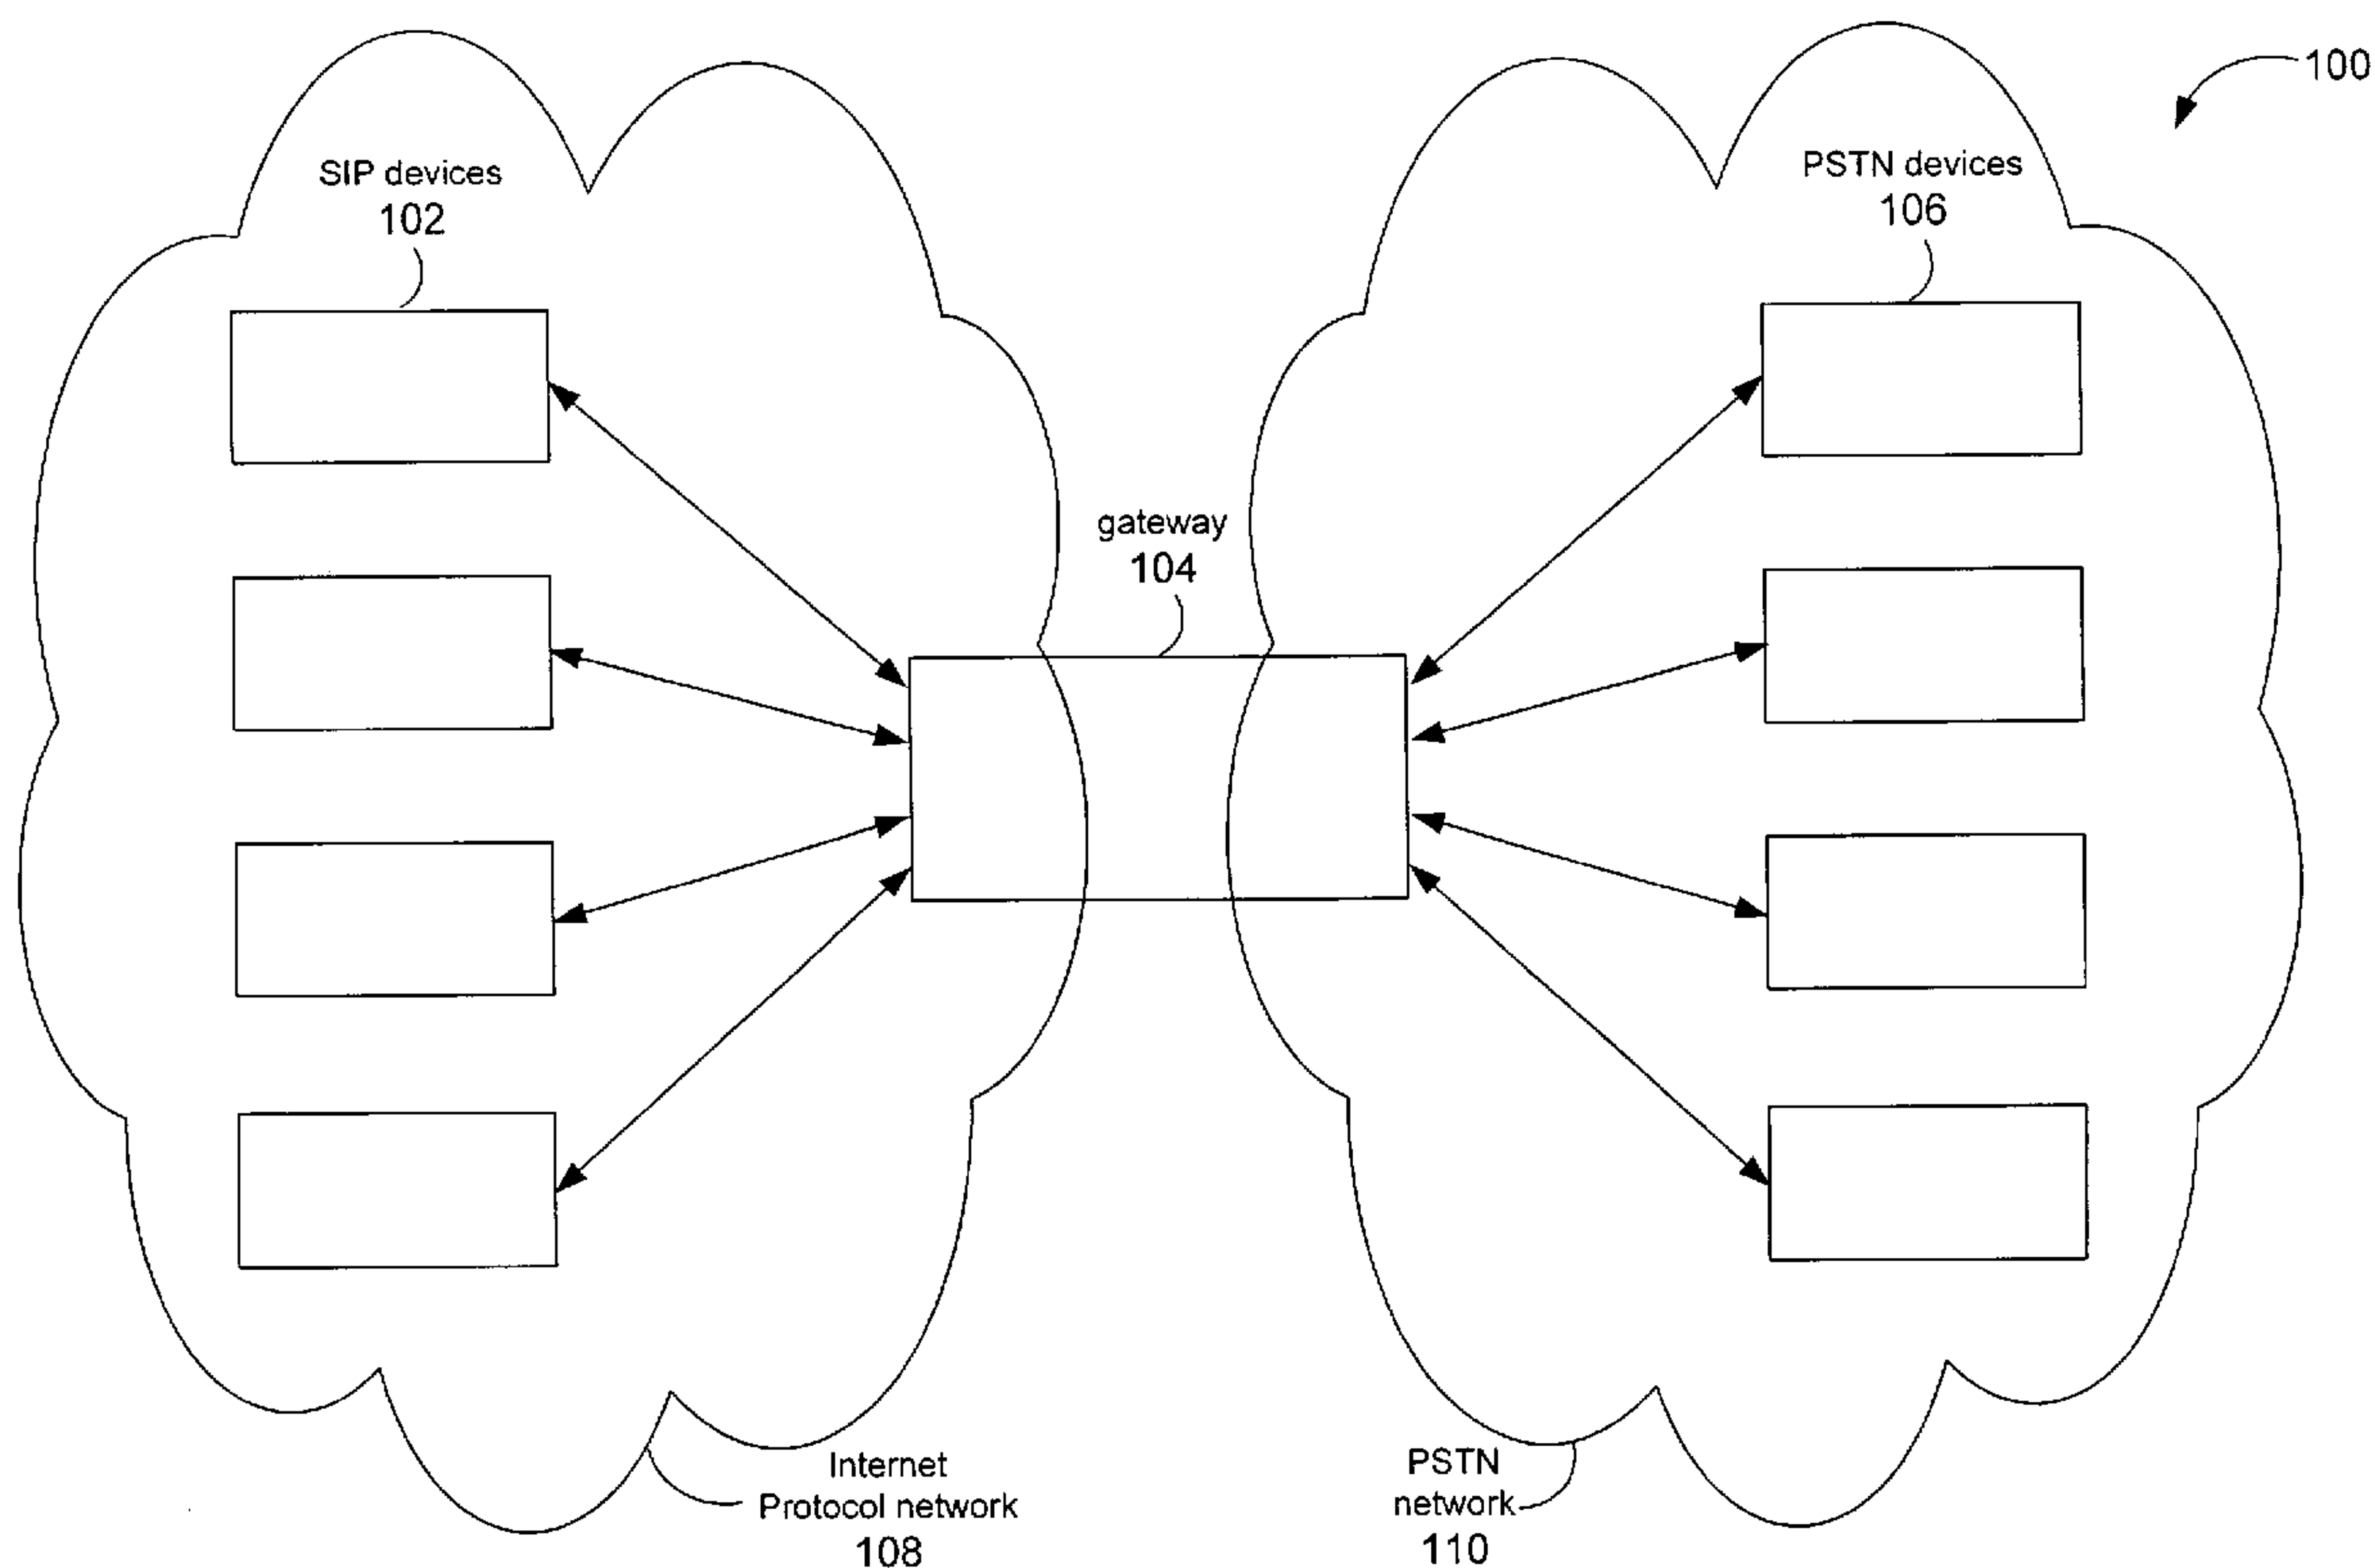 100
SIP devices
102
PSTN devices
106
gateway
104
Internet
Protocol network
108
PSTN
network
110